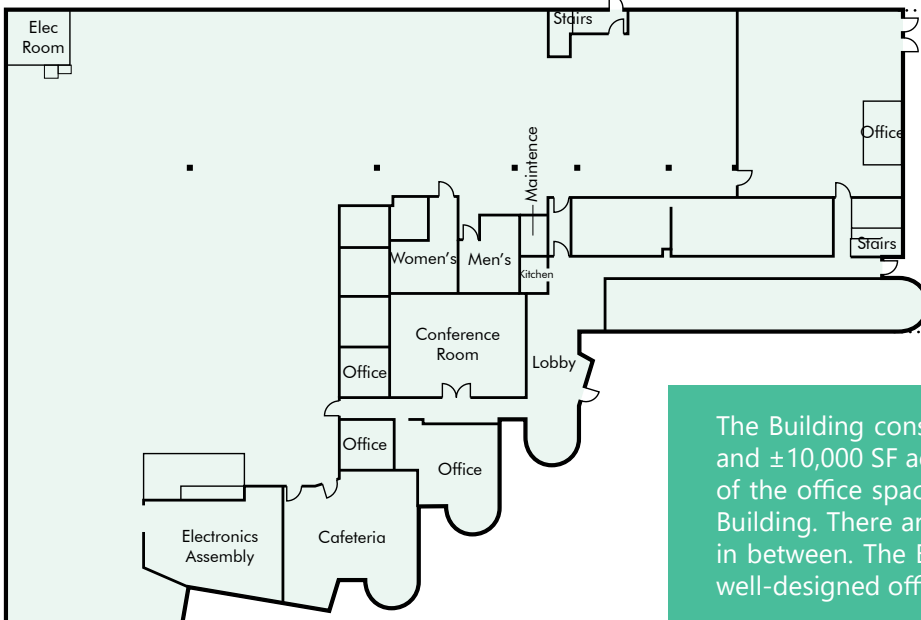 Elec
Room
Stairs
Office
Maintence
Women's
Men's
Kitchen
Stairs
Conference
Room
Lobby
Office
Office
Office
Electronics
Assembly
Cafeteria
The Building cons
and ±10,000 SF a
of the office spac
Building. There ar
in between. The B
well-designed off